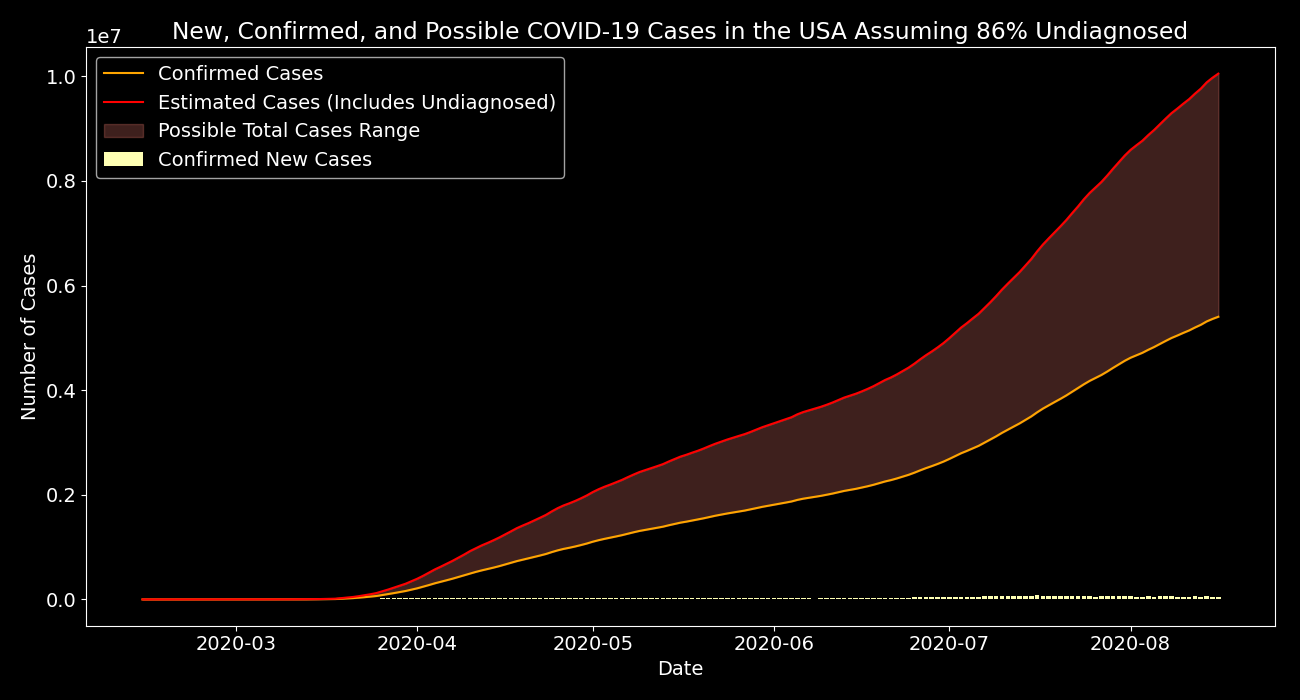 New, Confirmed, and Possible COVID-19 Cases in the USA Assuming 86% Undiagnosed
1e7
Confirmed Cases
Estimated Cases (Includes Undiagnosed)
Possible Total Cases Range
Confirmed New Cases
1.0
0.8
0.6
0.4
0.2
0.0
Number of Cases
2020-03 2020-04 2020-05 2020-06 2020-07 2020-08
Date